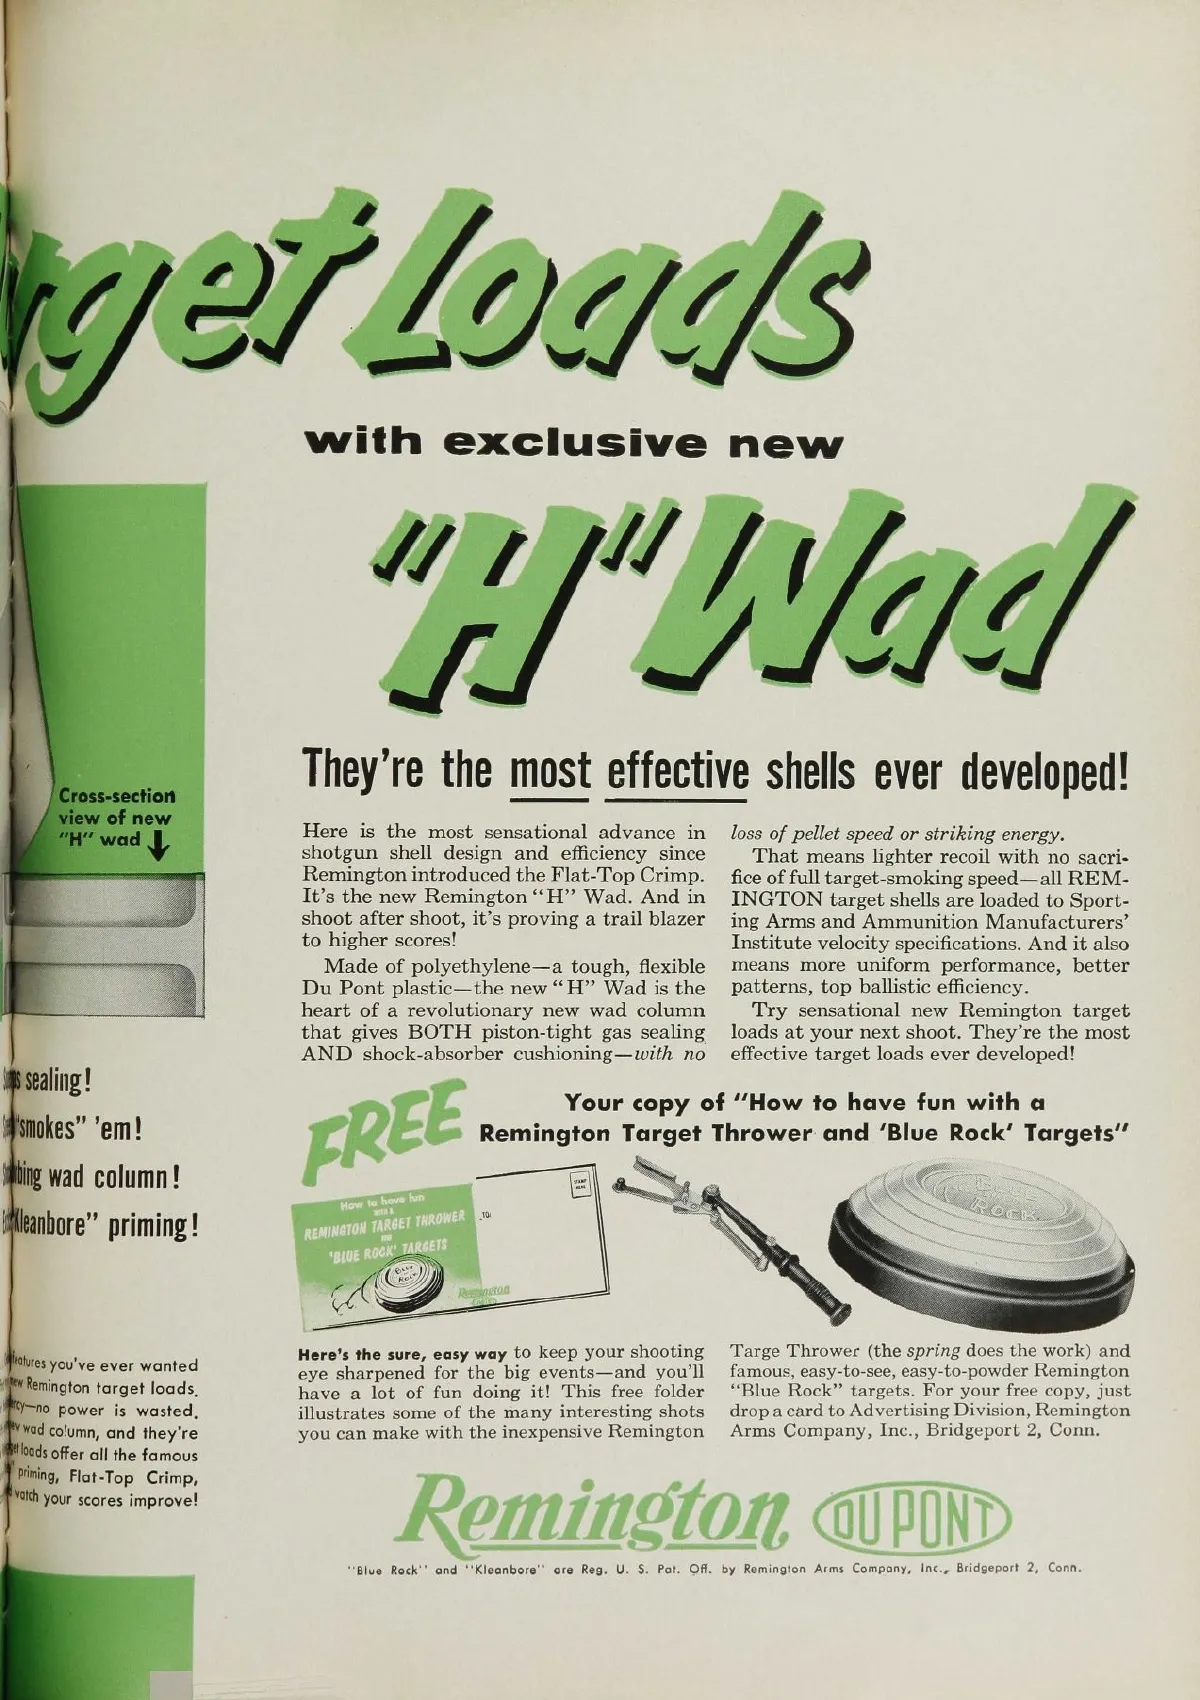 rget Loads
with exclusive new
"H" Wad
They're the most effective shells ever developed!
Cross-section
view of new
"H" wad
sealing!
"smokes" 'em!
wad column!
"Kleanbore" priming!
features you've ever wanted
Remington target loads.
—no power is wasted.
wad column, and they're
loads offer all the famous
priming, Flat-Top Crimp,
watch your scores improve!
Here is the most sensational advance in
shotgun shell design and efficiency since
Remington introduced the Flat-Top Crimp.
It's the new Remington "H" Wad. And in
shoot after shoot, it's proving a trail blazer
to higher scores!
Made of polyethylene—a tough, flexible
Du Pont plastic—the new "H" Wad is the
heart of a revolutionary new wad column
that gives BOTH piston-tight gas sealing
AND shock-absorber cushioning—with no
loss of pellet speed or striking energy.
That means lighter recoil with no sacri-
fice of full target-smoking speed—all REM-
INGTON target shells are loaded to Sport-
ing Arms and Ammunition Manufacturers'
Institute velocity specifications. And it also
means more uniform performance, better
patterns, top ballistic efficiency.
Try sensational new Remington target
loads at your next shoot. They're the most
effective target loads ever developed!
FREE
Your copy of "How to have fun with a
Remington Target Thrower and 'Blue Rock' Targets"
How to have fun
WITH A
REMINGTON TARGET THROWER
AND
'BLUE ROCK' TARGETS
BLUE
ROCK
Remington
TO:
STAMP
HERE
BLUE
ROCK
Here's the sure, easy way to keep your shooting
eye sharpened for the big events—and you'll
have a lot of fun doing it! This free folder
illustrates some of the many interesting shots
you can make with the inexpensive Remington
Targe Thrower (the spring does the work) and
famous, easy-to-see, easy-to-powder Remington
"Blue Rock" targets. For your free copy, just
drop a card to Advertising Division, Remington
Arms Company, Inc., Bridgeport 2, Conn.
Remington DU PONT
"Blue Rock" and "Kleanbore" are Reg. U. S. Pat. Off. by Remington Arms Company, Inc., Bridgeport 2, Conn.